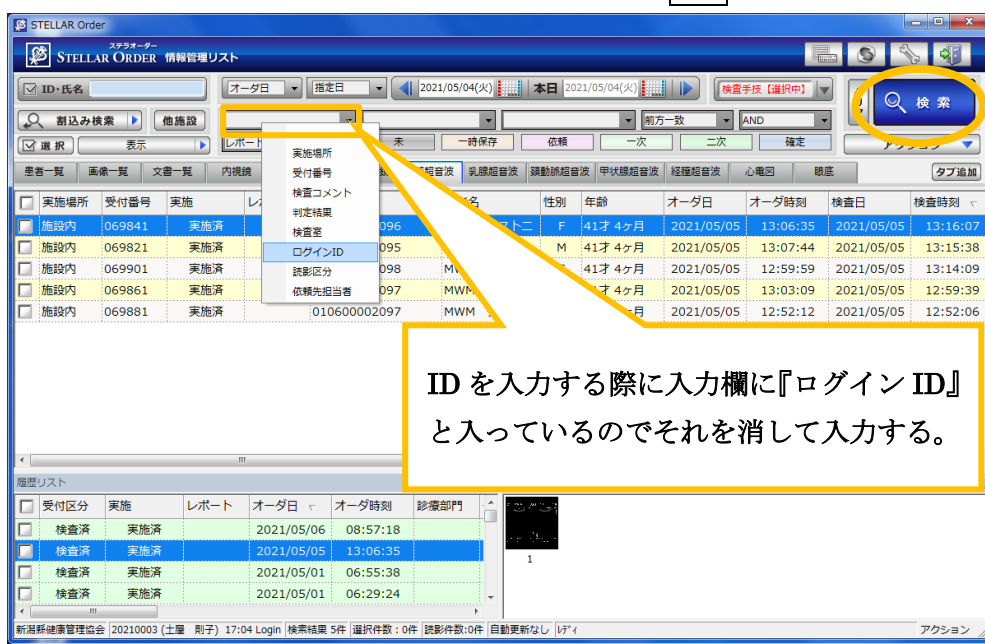 STELLAR Order
ステラオーダー
STELLAR ORDER 情報管理リスト
ID・氏名
オーダ日
指定日
2021/05/04(火)
本日
2021/05/04(火)
検査手技【選択中】
検索
割込み検索
他施設
前方一致
AND
選択
表示
未
一時保存
依頼
一次
二次
確定
患者一覧
画像一覧
文書一覧
内視鏡
乳腺超音波
頚動脈超音波
甲状腺超音波
経腟超音波
心電図
眼底
タブ追加
実施場所
受付番号
検査コメント
判定結果
検査室
ログインID
読影区分
依頼先担当者
実施場所 受付番号 実施 性別 年齢 オーダ日 オーダ時刻 検査日 検査時刻
施設内 069841 実施済 096 F 41才 4ヶ月 2021/05/05 13:06:35 2021/05/05 13:16:07
施設内 069821 実施済 095 M 41才 4ヶ月 2021/05/05 13:07:44 2021/05/05 13:15:38
施設内 069901 実施済 098 41才 4ヶ月 2021/05/05 12:59:59 2021/05/05 13:14:09
施設内 069861 実施済 097 MWM 4ヶ月 2021/05/05 13:03:09 2021/05/05 12:59:39
施設内 069881 実施済 010600002097 MWM 2021/05/05 12:52:12 2021/05/05 12:52:06
ID を入力する際に入力欄に『ログイン ID』
と入っているのでそれを消して入力する。
履歴リスト
受付区分 実施 レポート オーダ日 オーダ時刻 診療部門
検査済 実施済 2021/05/06 08:57:18
検査済 実施済 2021/05/05 13:06:35
検査済 実施済 2021/05/01 06:55:38
検査済 実施済 2021/05/01 06:29:24
1
新潟県健康管理協会 20210003 (土屋 則子) 17:04 Login 検索結果 5件 選択件数：0件 読影件数:0件 自動更新なし ﾚﾃﾞｨ アクション